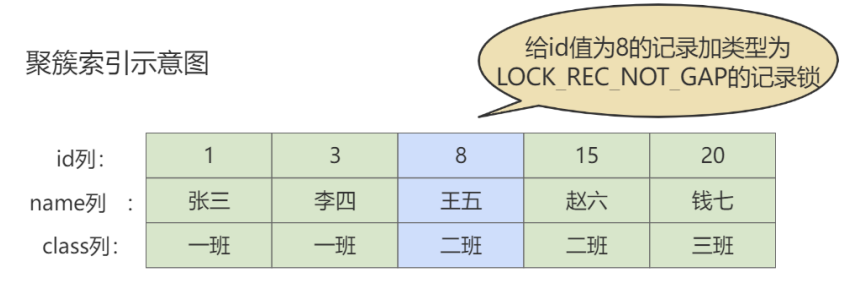 给id值为8的记录加类型为
LOCK_REC_NOT_GAP的记录锁
聚簇索引示意图
id列: 1 3 8 15 20
name列 : 张三 李四 王五 赵六 钱七
class列: 一班 一班 二班 二班 三班